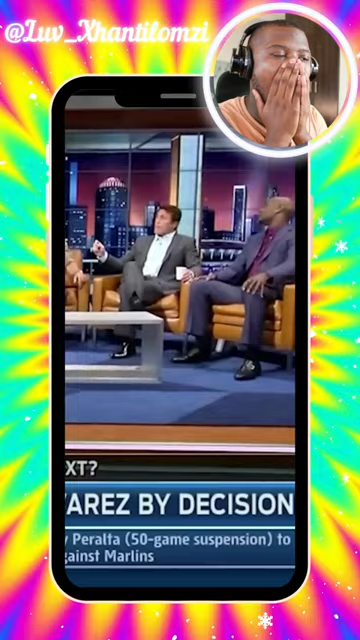 @Luv_Xhantilomzi
XT?
VAREZ BY DECISION
y Peralta (50-game suspension) to
gainst Marlins